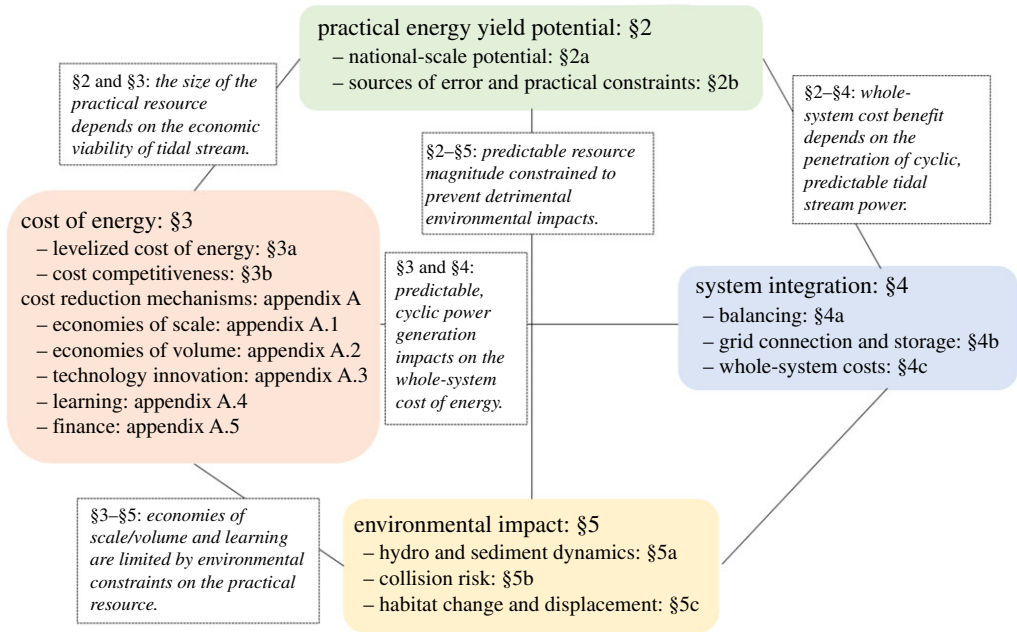 practical energy yield potential: §2
– national-scale potential: §2a
– sources of error and practical constraints: §2b
§2 and §3: the size of the
practical resource
depends on the economic
viability of tidal stream.
§2–§4: whole-
system cost benefit
depends on the
penetration of cyclic,
predictable tidal
stream power.
§2–§5: predictable resource
magnitude constrained to
prevent detrimental
environmental impacts.
cost of energy: §3
– levelized cost of energy: §3a
– cost competitiveness: §3b
cost reduction mechanisms: appendix A
– economies of scale: appendix A.1
– economies of volume: appendix A.2
– technology innovation: appendix A.3
– learning: appendix A.4
– finance: appendix A.5
§3 and §4:
predictable,
cyclic power
generation
impacts on the
whole-system
cost of energy.
system integration: §4
– balancing: §4a
– grid connection and storage: §4b
– whole-system costs: §4c
§3–§5: economies of
scale/volume and learning
are limited by environmental
constraints on the practical
resource.
environmental impact: §5
– hydro and sediment dynamics: §5a
– collision risk: §5b
– habitat change and displacement: §5c